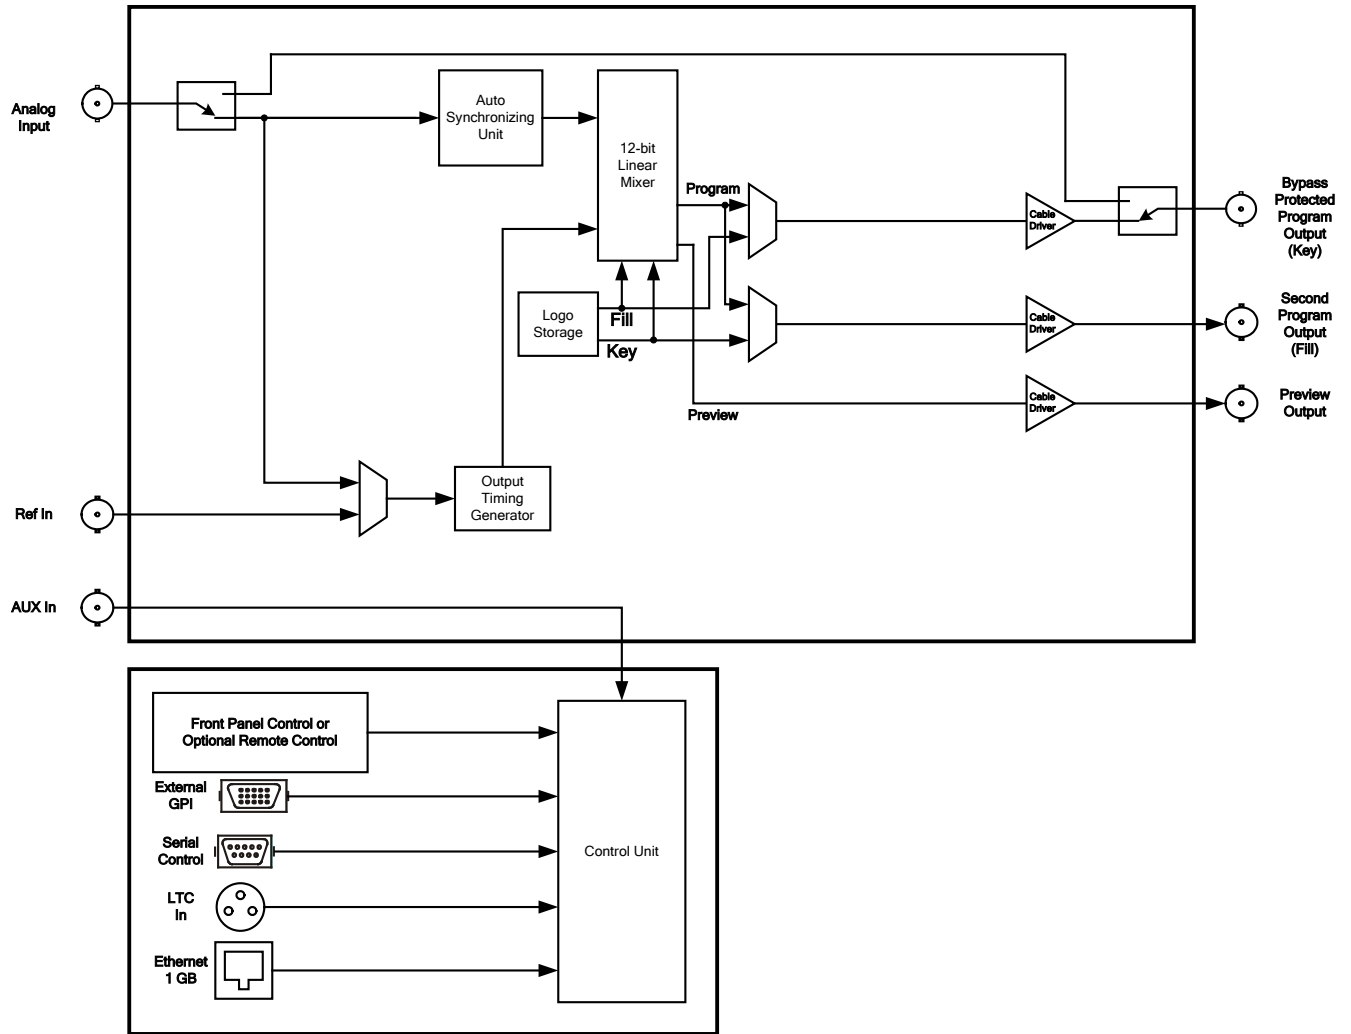 Analog
Input
Auto
Synchronizing
Unit
12-bit
Linear
Mixer
Program
Cable
Driver
Bypass
Protected
Program
Output
(Key)
Logo
Storage
Fill
Key
Cable
Driver
Second
Program
Output
(Fill)
Preview
Cable
Driver
Preview
Output
Ref In
Output
Timing
Generator
AUX In
Front Panel Control or
Optional Remote Control
External
GPI
Serial
Control
LTC
In
Ethernet
1 GB
Control Unit